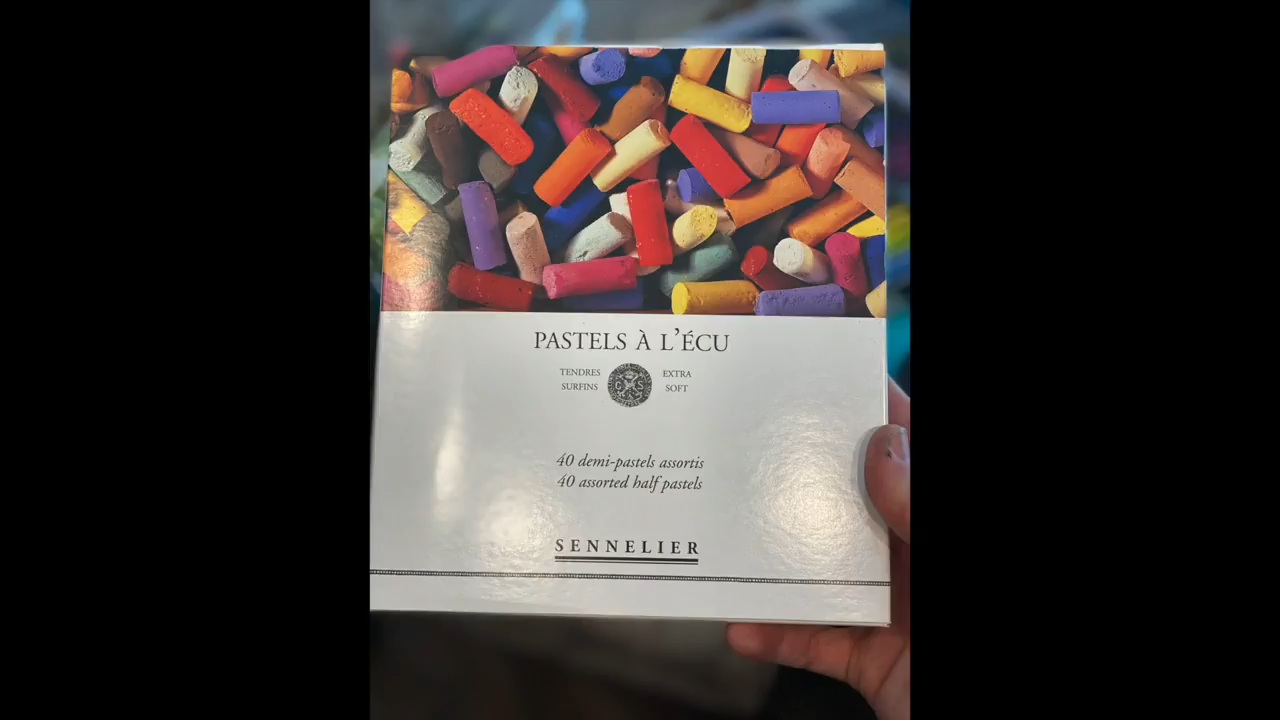 PASTELS À L'ÉCU
TENDRES
SURFINS
EXTRA
SOFT
40 demi-pastels assortis
40 assorted half pastels
SENNELIER